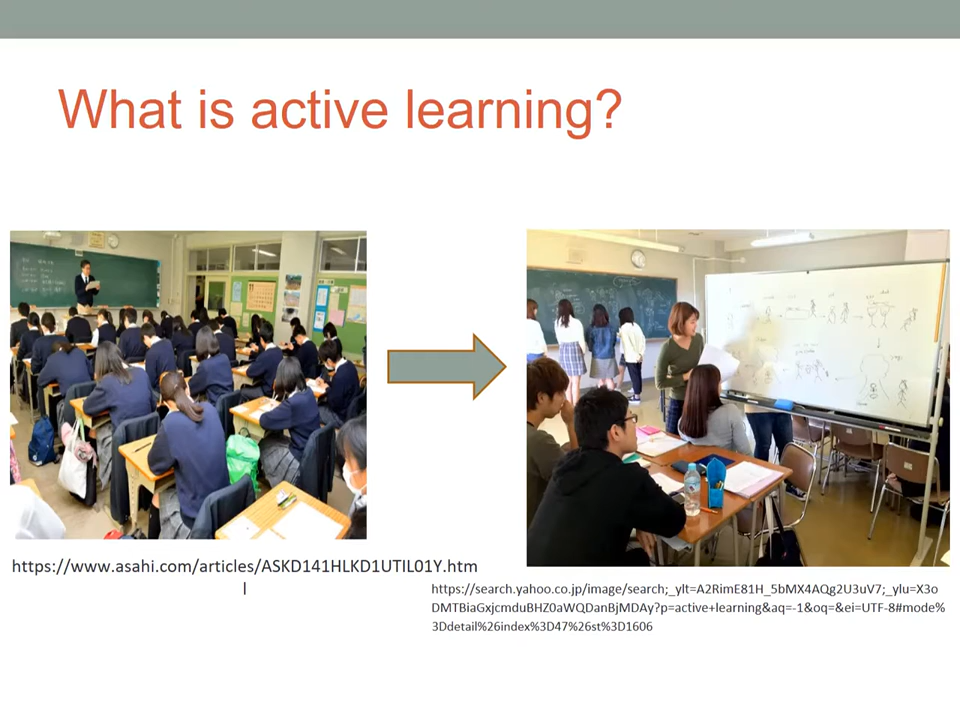 What is active learning?
https://www.asahi.com/articles/ASKD141HLKD1UTIL01Y.htm
l
https://search.yahoo.co.jp/image/search;_ylt=A2RimE81H_5bMX4AQg2U3uV7;_ylu=X3o
DMTBiaGxjcmduBHZ0aWQDanBjMDAy?p=active+learning&aq=-1&oq=&ei=UTF-8#mode%
3Ddetail%26index%3D47%26st%3D1606